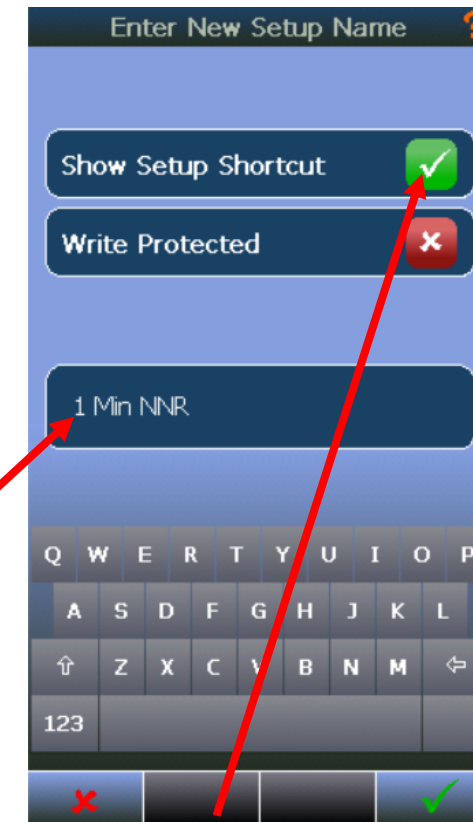 Enter New Setup Name ?
Show Setup Shortcut
Write Protected
1 Min NNR
Q W E R T Y U I O P
A S D F G H J K L
Z X C V B N M
123